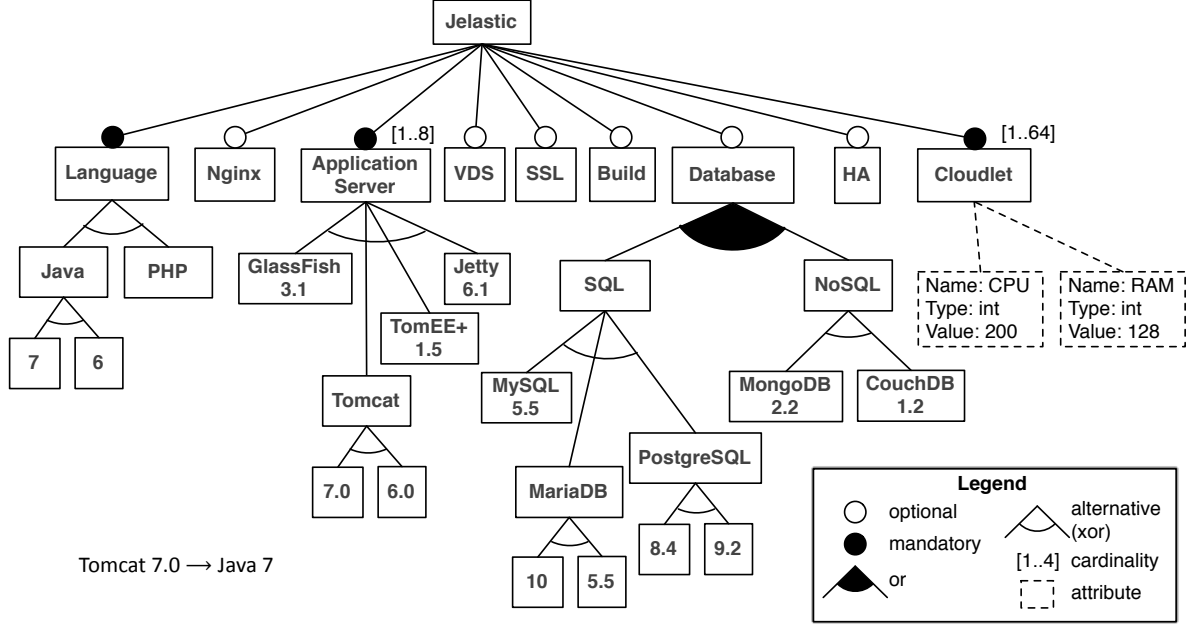 Jelastic
[1..8]
[1..64]
Language
Nginx
Application
Server
VDS
SSL
Build
Database
HA
Cloudlet
Java
PHP
GlassFish
3.1
Jetty
6.1
SQL
NoSQL
Name: CPU
Type: int
Value: 200
Name: RAM
Type: int
Value: 128
TomEE+
1.5
7
6
Tomcat
MySQL
5.5
MongoDB
2.2
CouchDB
1.2
PostgreSQL
7.0
6.0
MariaDB
8.4
9.2
10
5.5
Tomcat 7.0 ⟶ Java 7
Legend
optional
mandatory
or
alternative
(xor)
[1..4] cardinality
attribute